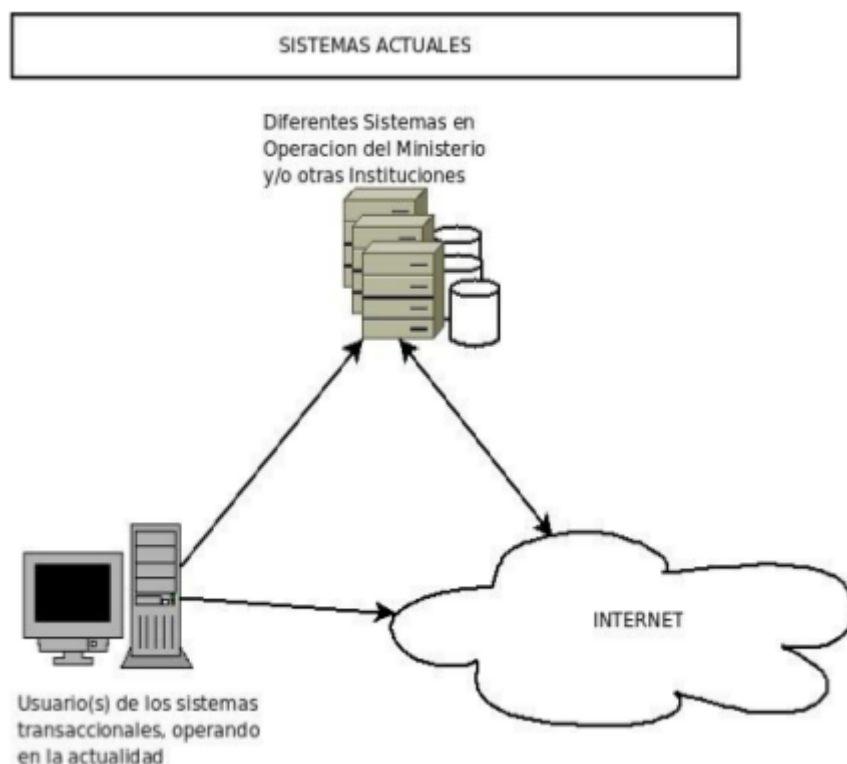 SISTEMAS ACTUALES
Diferentes Sistemas en
Operacion del Ministerio
y/o otras Instituciones
INTERNET
Usuario(s) de los sistemas
transaccionales, operando
en la actualidad